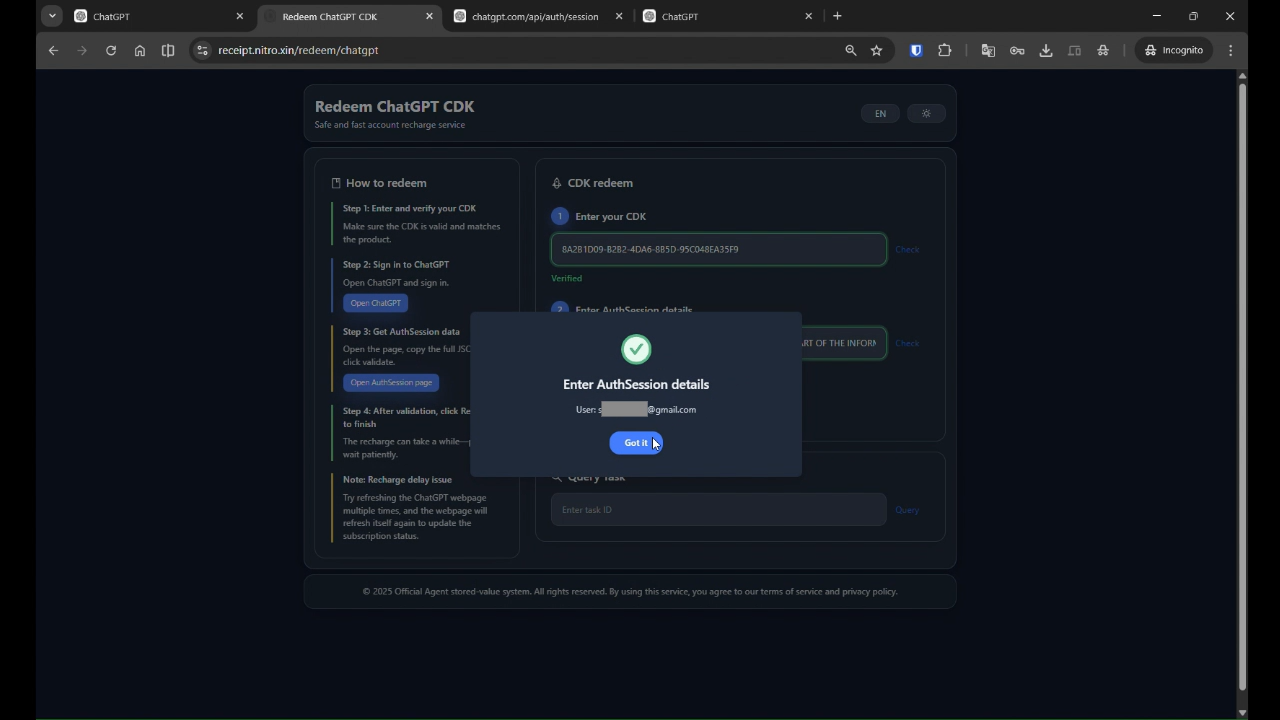 ChatGPT
Redeem ChatGPT CDK
chatgpt.com/api/auth/session
ChatGPT
receipt.nitro.xin/redeem/chatgpt
Incognito
Redeem ChatGPT CDK
Safe and fast account recharge service
EN
How to redeem
Step 1: Enter and verify your CDK
Make sure the CDK is valid and matches
the product.
Step 2: Sign in to ChatGPT
Open ChatGPT and sign in.
Open ChatGPT
Step 3: Get AuthSession data
Open the page, copy the full JSC
click validate.
Open AuthSession page
Step 4: After validation, click Re
to finish
The recharge can take a while—p
wait patiently.
Note: Recharge delay issue
Try refreshing the ChatGPT webpage
multiple times, and the webpage will
refresh itself again to update the
subscription status.
CDK redeem
1 Enter your CDK
8A2B1D09-B2B2-4DA6-885D-95C048EA35F9
Check
Verified
2 Enter AuthSession details
ART OF THE INFORM
Check
Enter AuthSession details
User: s @gmail.com
Got it
Query Task
Enter task ID
Query
© 2025 Official Agent stored-value system. All rights reserved. By using this service, you agree to our terms of service and privacy policy.